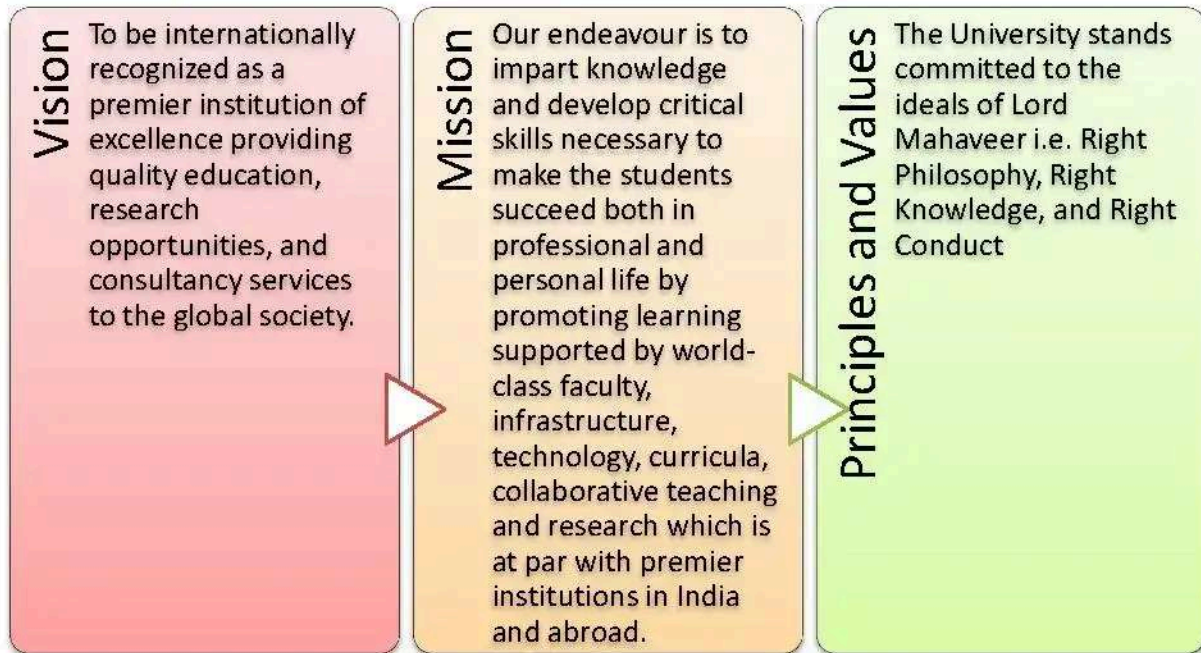 Vision
To be internationally
recognized as a
premier institution of
excellence providing
quality education,
research
opportunities, and
consultancy services
to the global society.
Mission
Our endeavour is to
impart knowledge
and develop critical
skills necessary to
make the students
succeed both in
professional and
personal life by
promoting learning
supported by world-
class faculty,
infrastructure,
technology, curricula,
collaborative teaching
and research which is
at par with premier
institutions in India
and abroad.
Principles and Values
The University stands
committed to the
ideals of Lord
Mahaveer i.e. Right
Philosophy, Right
Knowledge, and Right
Conduct